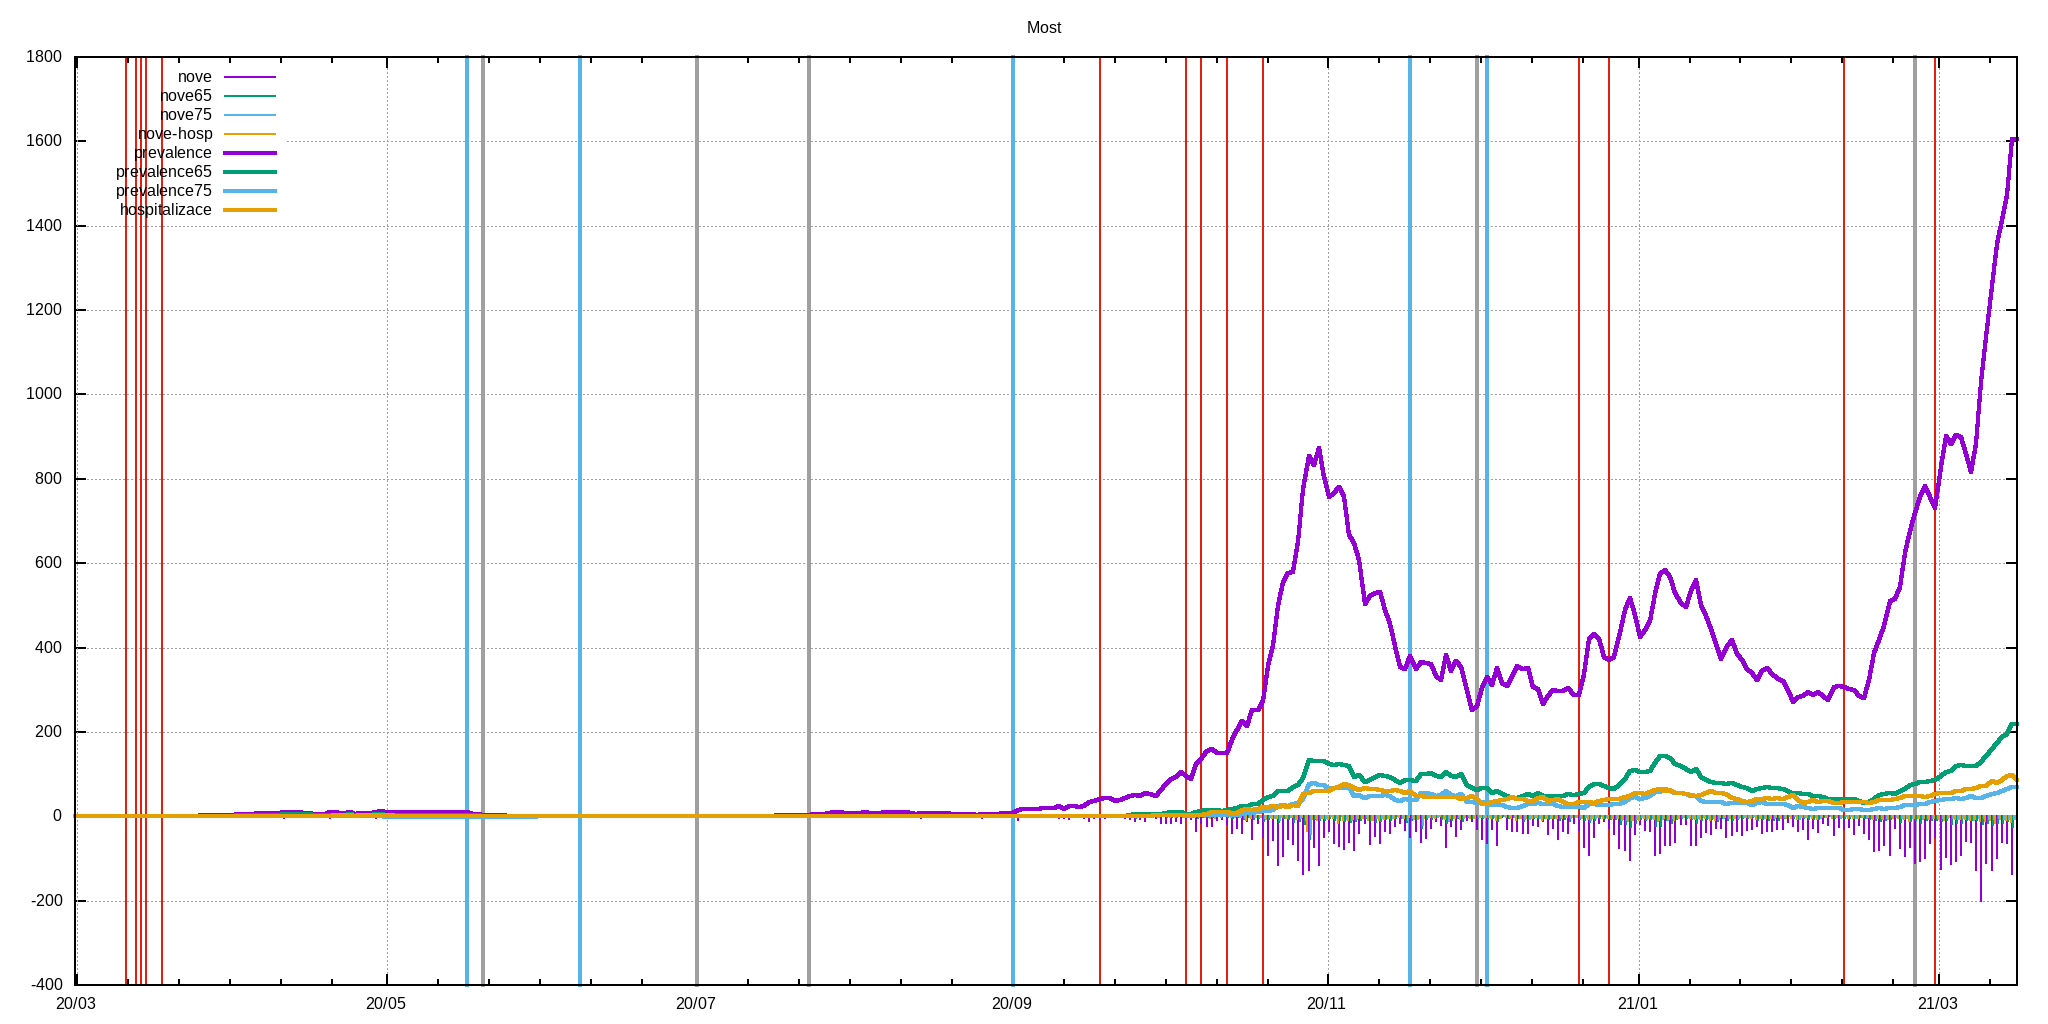 Most
1800
1600
1400
1200
1000
800
600
400
200
0
-200
-400
nove
nove65
nove75
nove-hosp
prevalence
prevalence65
prevalence75
hospitalizace
20/03
20/05
20/07
20/09
20/11
21/01
21/03